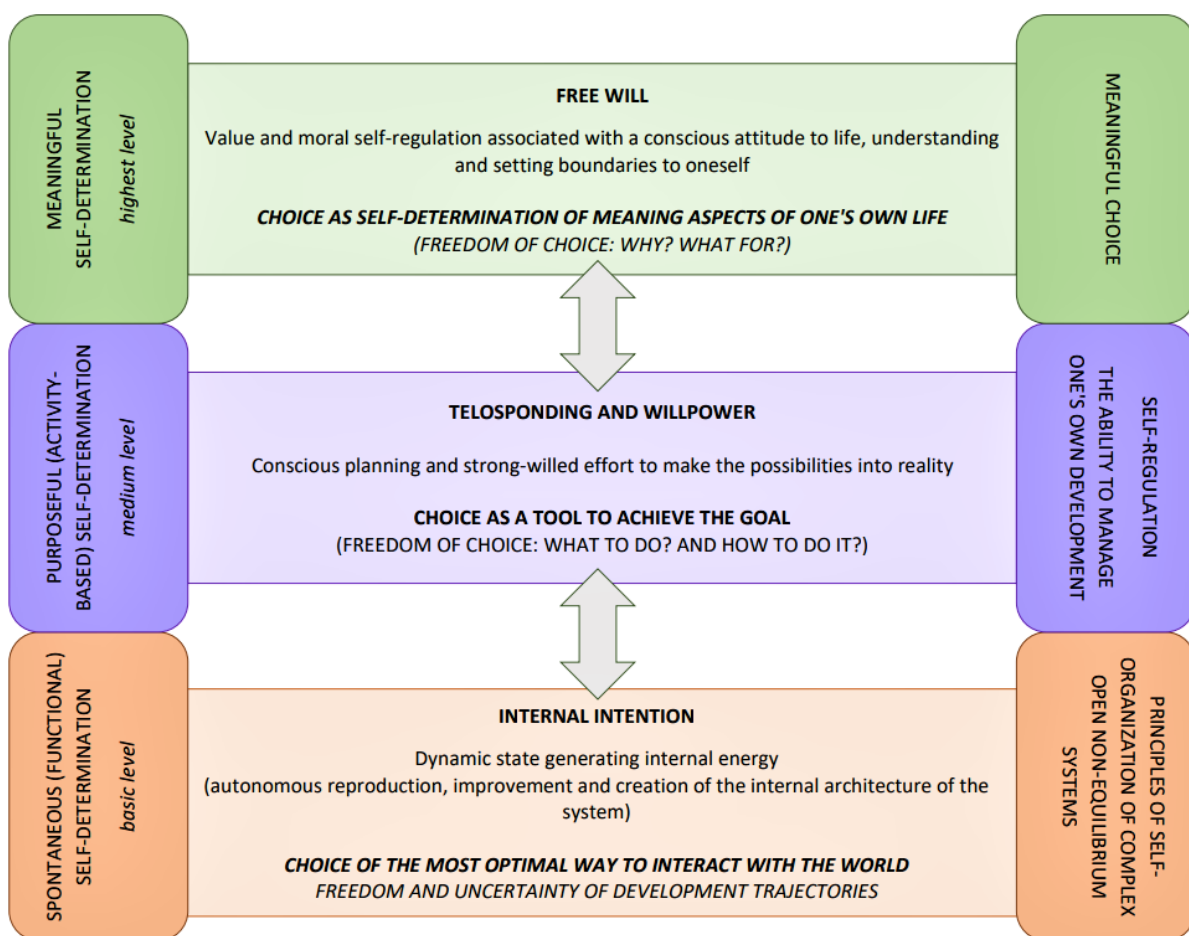 MEANINGFUL
SELF-DETERMINATION
highest level
FREE WILL
Value and moral self-regulation associated with a conscious attitude to life, understanding
and setting boundaries to oneself
CHOICE AS SELF-DETERMINATION OF MEANING ASPECTS OF ONE'S OWN LIFE
(FREEDOM OF CHOICE: WHY? WHAT FOR?)
MEANINGFUL CHOICE
PURPOSEFUL (ACTIVITY-
BASED) SELF-DETERMINATION
medium level
TELOSPONDING AND WILLPOWER
Conscious planning and strong-willed effort to make the possibilities into reality
CHOICE AS A TOOL TO ACHIEVE THE GOAL
(FREEDOM OF CHOICE: WHAT TO DO? AND HOW TO DO IT?)
SELF-REGULATION
THE ABILITY TO MANAGE
ONE'S OWN DEVELOPMENT
SPONTANEOUS (FUNCTIONAL)
SELF-DETERMINATION
basic level
INTERNAL INTENTION
Dynamic state generating internal energy
(autonomous reproduction, improvement and creation of the internal architecture of the
system)
CHOICE OF THE MOST OPTIMAL WAY TO INTERACT WITH THE WORLD
FREEDOM AND UNCERTAINTY OF DEVELOPMENT TRAJECTORIES
PRINCIPLES OF SELF-
ORGANIZATION OF COMPLEX
OPEN NON-EQUILIBRIUM
SYSTEMS